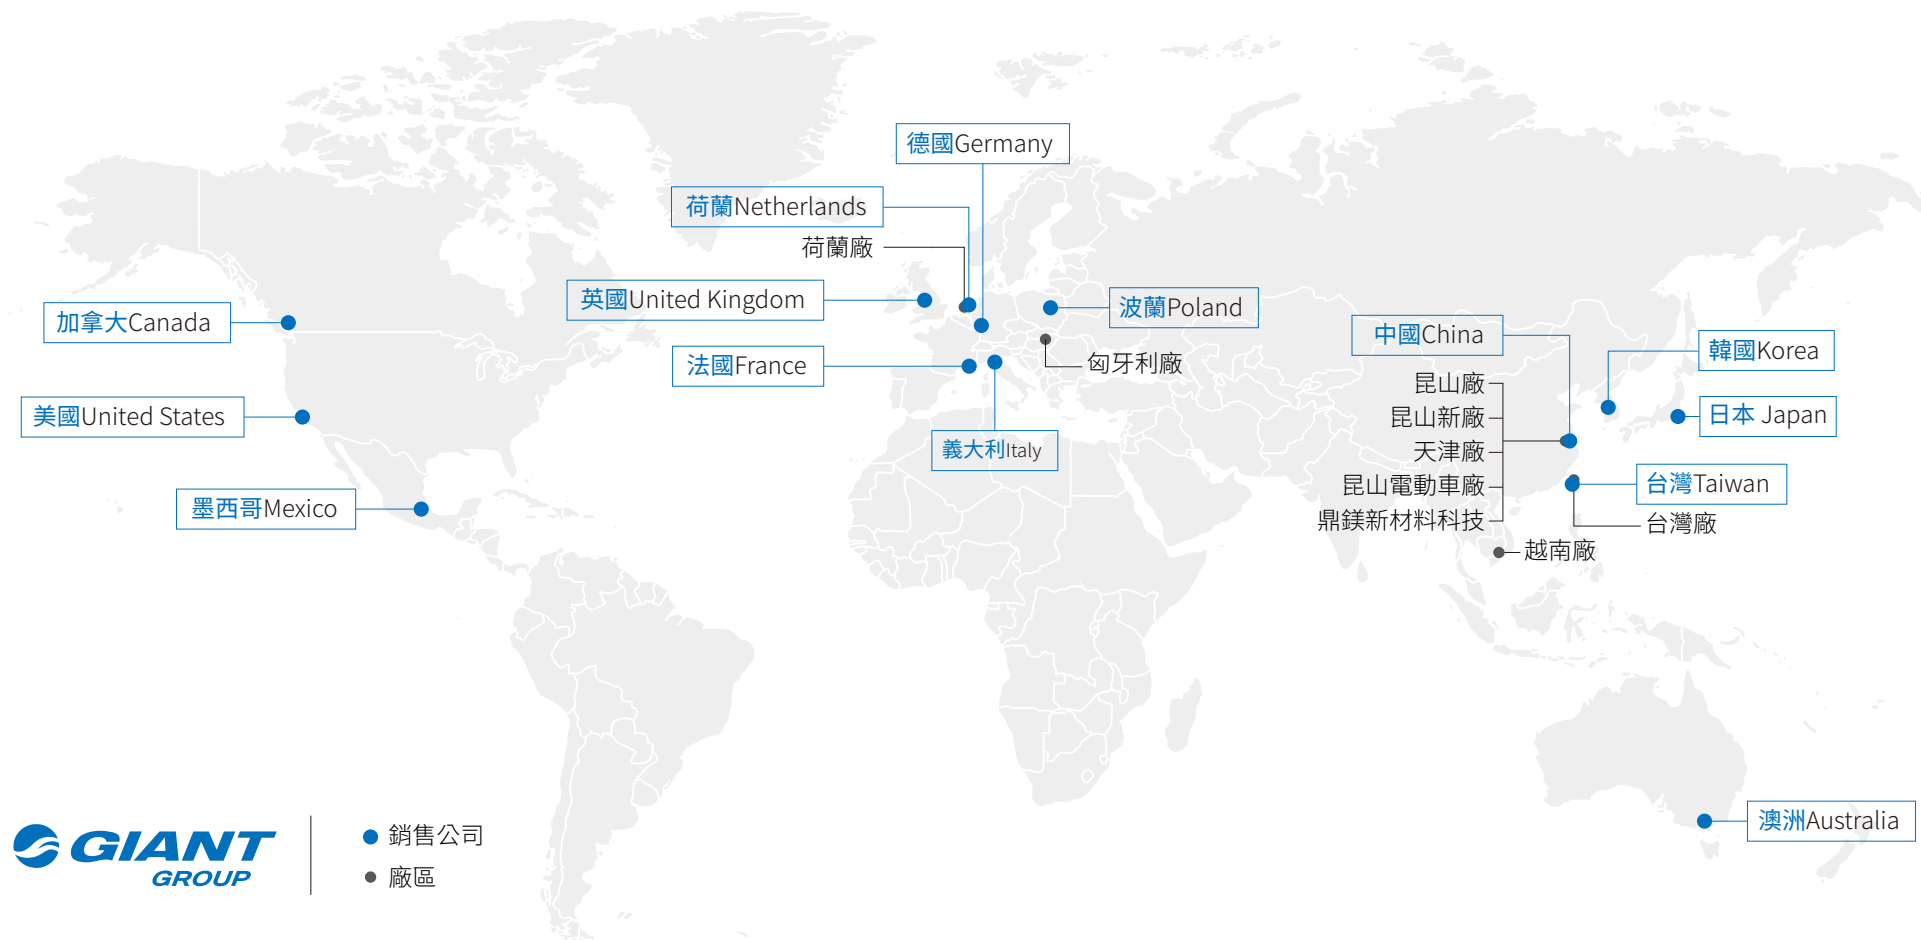 德國Germany
荷蘭Netherlands
荷蘭廠
英國United Kingdom
波蘭Poland
加拿大Canada
中國China
韓國Korea
法國France
匈牙利廠
昆山廠
美國United States
昆山新廠
日本 Japan
義大利Italy
天津廠
昆山電動車廠
台灣Taiwan
墨西哥Mexico
鼎鎂新材料科技
台灣廠
越南廠
澳洲Australia
GIANT
GROUP
銷售公司
廠區